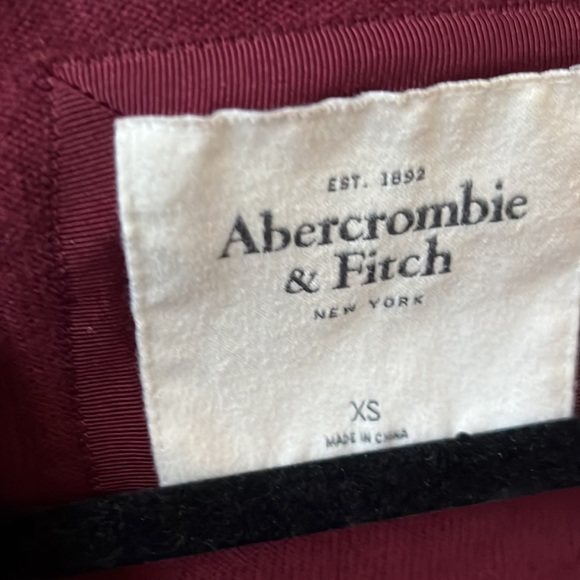 EST. 1892
Abercrombie
& Fitch
NEW YORK
XS
MADE IN CHINA